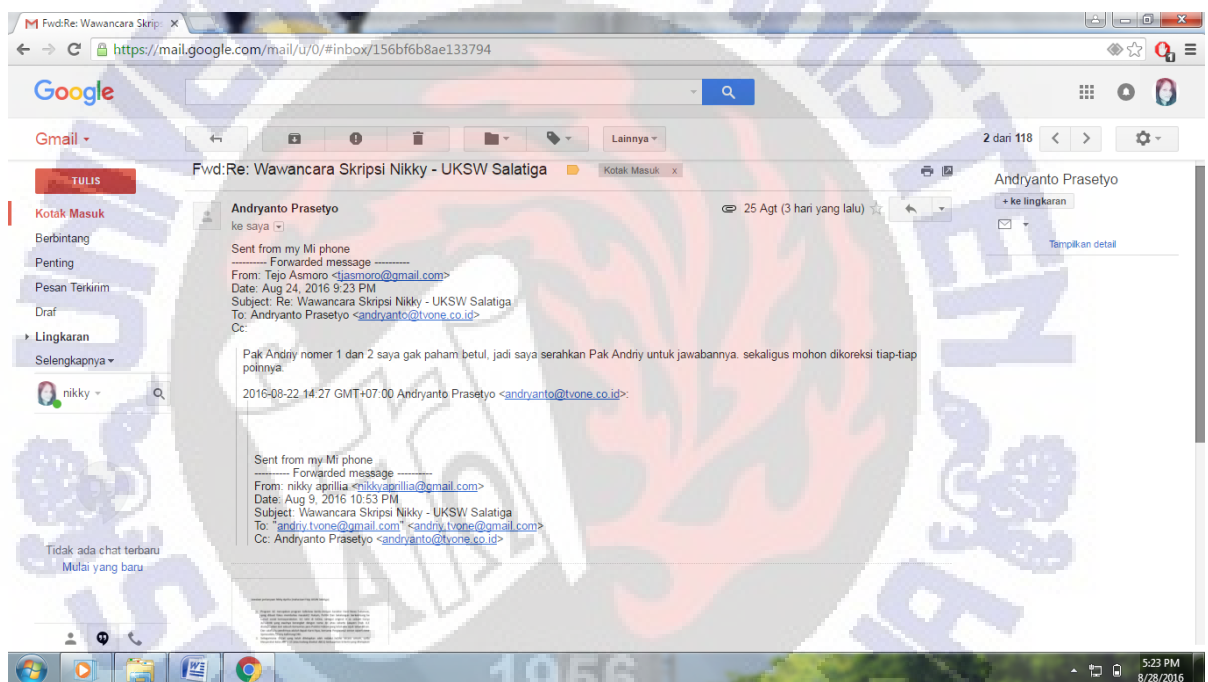 Fwd:Re: Wawancara Skrips
https://mail.google.com/mail/u/0/#inbox/156bf6b8ae133794
Google
Gmail
Lainnya
2 dari 118
TULIS
Fwd:Re: Wawancara Skripsi Nikky - UKSW Salatiga
Kotak Masuk x
Andryanto Prasetyo
+ ke lingkaran
Tampilkan detail
Kotak Masuk
Berbintang
Penting
Pesan Terkirim
Draf
Lingkaran
Selengkapnya
nikky
Andryanto Prasetyo
25 Agt (3 hari yang lalu)
ke saya
Sent from my Mi phone
---------- Forwarded message ----------
From: Tejo Asmoro <tjasmoro@gmail.com>
Date: Aug 24, 2016 9:23 PM
Subject: Re: Wawancara Skripsi Nikky - UKSW Salatiga
To: Andryanto Prasetyo <andryanto@tvone.co.id>
Cc:
Pak Andriy nomer 1 dan 2 saya gak paham betul, jadi saya serahkan Pak Andriy untuk jawabannya. sekaligus mohon dikoreksi tiap-tiap
poinnya.
2016-08-22 14:27 GMT+07:00 Andryanto Prasetyo <andryanto@tvone.co.id>:
Sent from my Mi phone
---------- Forwarded message ----------
From: nikky aprillia <nikkyaprillia@gmail.com>
Date: Aug 9, 2016 10:53 PM
Subject: Wawancara Skripsi Nikky - UKSW Salatiga
To: "andriy.tvone@gmail.com" <andriy.tvone@gmail.com>
Cc: Andryanto Prasetyo <andryanto@tvone.co.id>
Tidak ada chat terbaru
Mulai yang baru
1956
5:23 PM
8/28/2016